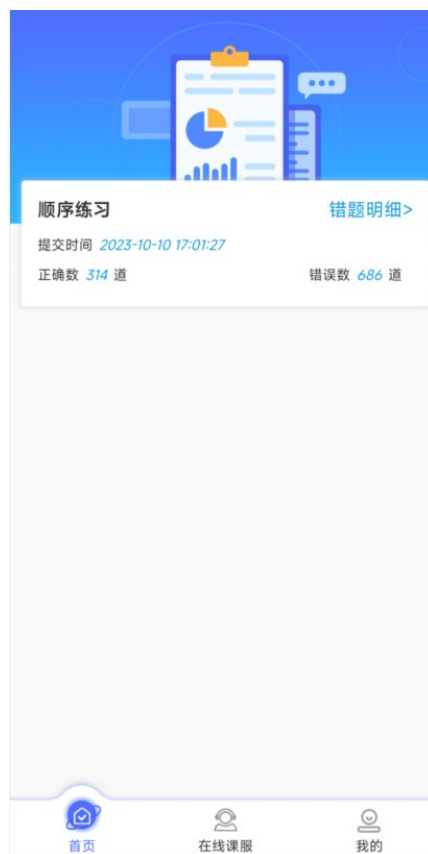 顺序练习 错题明细>
提交时间 2023-10-10 17:01:27
正确数 314 道 错误数 686 道
首页 在线课服 我的